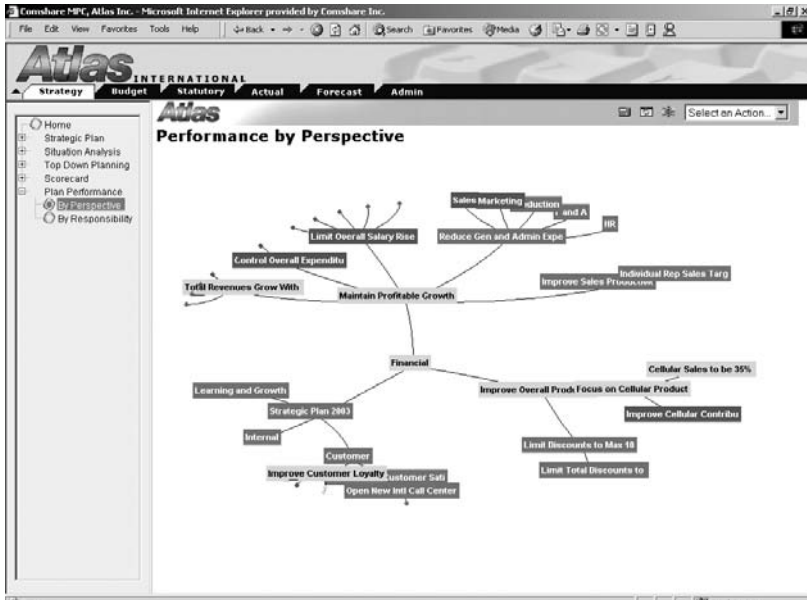 Comshare MPC, Atlas Inc. - Microsoft Internet Explorer provided by Comshare Inc.
File Edit View Favorites Tools Help Back Search Favorites Media
Atlas
INTERNATIONAL
Strategy Budget Statutory Actual Forecast Admin
Atlas
Select an Action...
Home
Strategic Plan
Situation Analysis
Top Down Planning
Scorecard
Plan Performance
By Perspective
By Responsibility
Performance by Perspective
Sales Marketing
and A
HR
Limit Overall Salary Rise
Reduce Gen and Admin Expe
Control Overall Expenditu
Individual Rep Sales Targ
Improve Sales
Total Revenues Grow With
Maintain Profitable Growth
Financial
Cellular Sales to be 35%
Learning and Growth
Improve Overall Focus on Cellular Product
Strategic Plan 2003
Improve Cellular Contribu
Internal
Limit Discounts to Max 10
Customer
Limit Total Discounts to
Improve Customer Loyalty
Customer Sati
Open New Intl Call Center